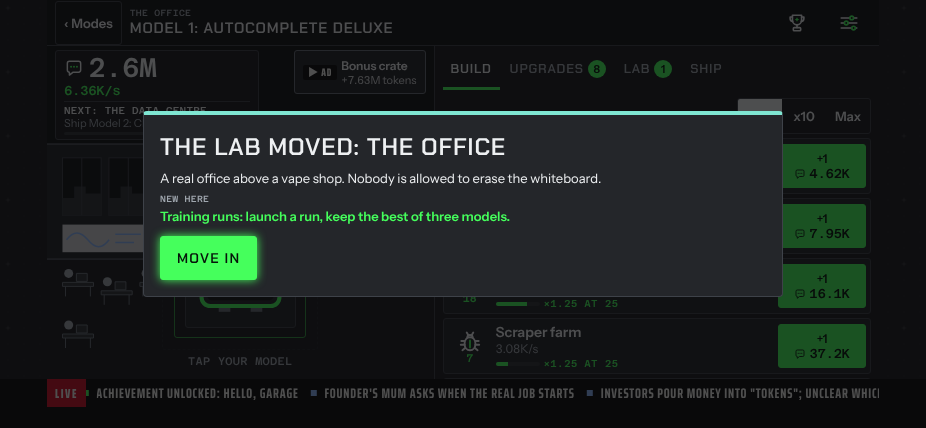 ‹ Modes
THE OFFICE
MODEL 1: AUTOCOMPLETE DELUXE
2.6M
6.36K/s
NEXT: THE DATA CENTRE
Ship Model 2: C
AD
Bonus crate
+7.63M tokens
BUILD
UPGRADES 8
LAB 1
SHIP
x10
Max
THE LAB MOVED: THE OFFICE
A real office above a vape shop. Nobody is allowed to erase the whiteboard.
NEW HERE
Training runs: launch a run, keep the best of three models.
MOVE IN
+1
4.62K
+1
7.95K
18
×1.25 AT 25
+1
16.1K
Scraper farm
3.08K/s
7
×1.25 AT 25
+1
37.2K
TAP YOUR MODEL
LIVE
ACHIEVEMENT UNLOCKED: HELLO, GARAGE
FOUNDER'S MUM ASKS WHEN THE REAL JOB STARTS
INVESTORS POUR MONEY INTO "TOKENS"; UNCLEAR